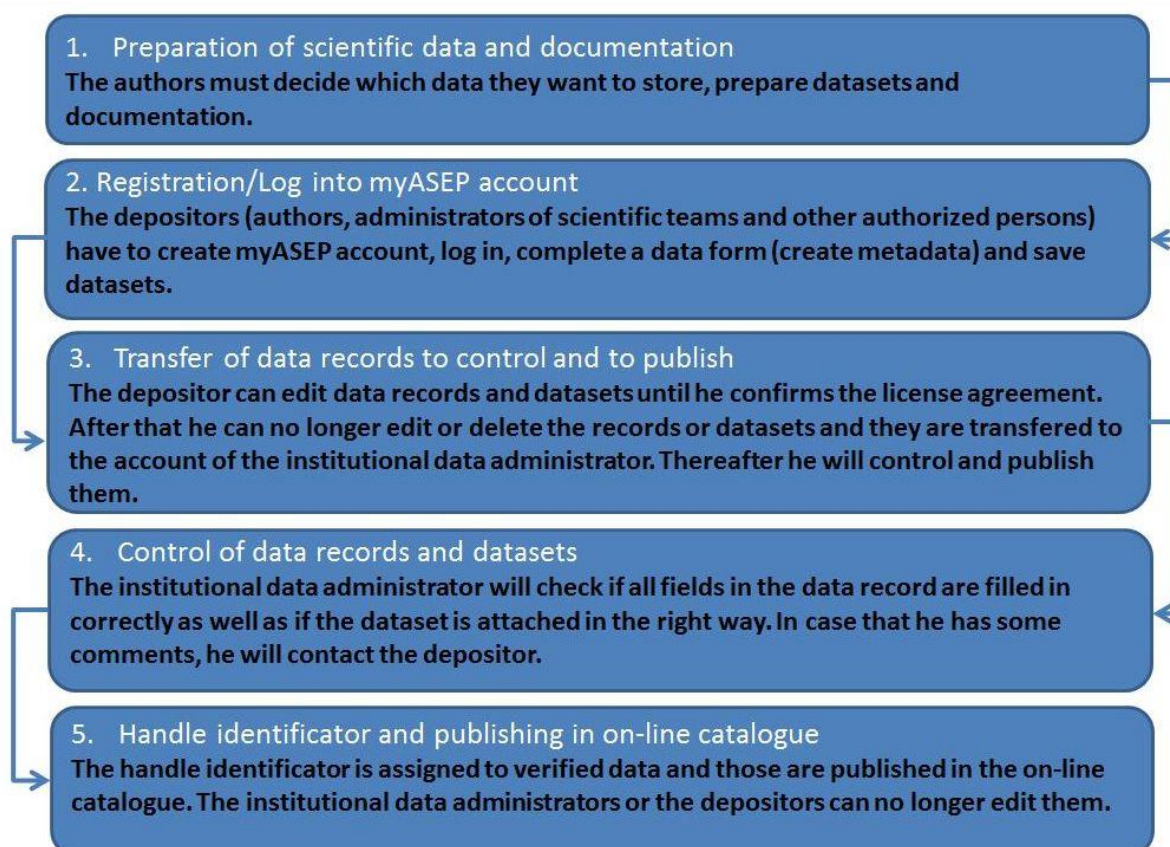 1. Preparation of scientific data and documentation
The authors must decide which data they want to store, prepare datasets and
documentation.
2. Registration/Log into myASEP account
The depositors (authors, administrators of scientific teams and other authorized persons)
have to create myASEP account, log in, complete a data form (create metadata) and save
datasets.
3. Transfer of data records to control and to publish
The depositor can edit data records and datasets until he confirms the license agreement.
After that he can no longer edit or delete the records or datasets and they are transfered to
the account of the institutional data administrator. Thereafter he will control and publish
them.
4. Control of data records and datasets
The institutional data administrator will check if all fields in the data record are filled in
correctly as well as if the dataset is attached in the right way. In case that he has some
comments, he will contact the depositor.
5. Handle identificator and publishing in on-line catalogue
The handle identificator is assigned to verified data and those are published in the on-line
catalogue. The institutional data administrators or the depositors can no longer edit them.